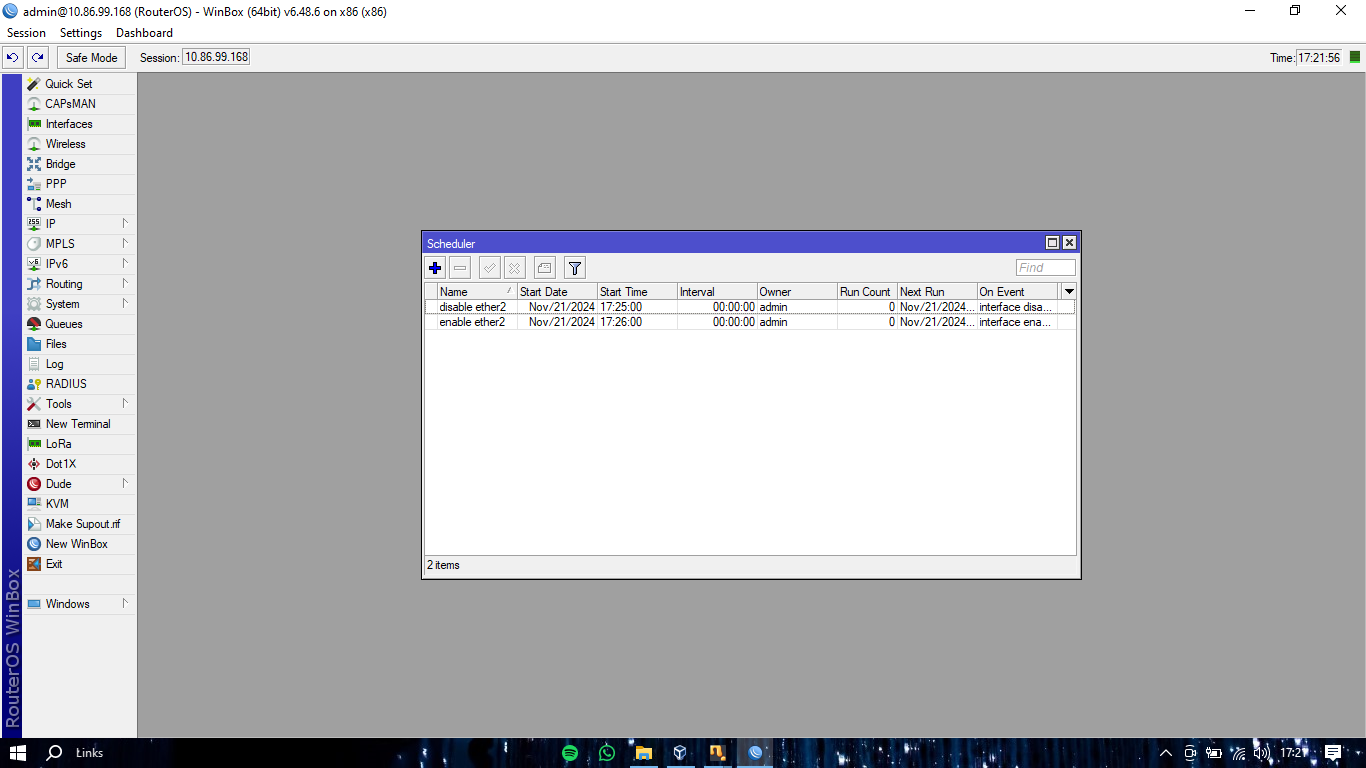 admin@10.86.99.168 (RouterOS) - WinBox (64bit) v6.48.6 on x86 (x86)
Session Settings Dashboard
Safe Mode Session: 10.86.99.168 Time: 17:21:56
Quick Set
CAPsMAN
Interfaces
Wireless
Bridge
PPP
Mesh
IP
MPLS
IPv6
Routing
System
Queues
Files
Log
RADIUS
Tools
New Terminal
LoRa
Dot1X
Dude
KVM
Make Supout.rif
New WinBox
Exit
Windows
RouterOS WinBox
Scheduler
Find
Name Start Date Start Time Interval Owner Run Count Next Run On Event
disable ether2 Nov/21/2024 17:25:00 00:00:00 admin 0 Nov/21/2024... interface disa...
enable ether2 Nov/21/2024 17:26:00 00:00:00 admin 0 Nov/21/2024... interface ena...
2 items
Łinks 17:21